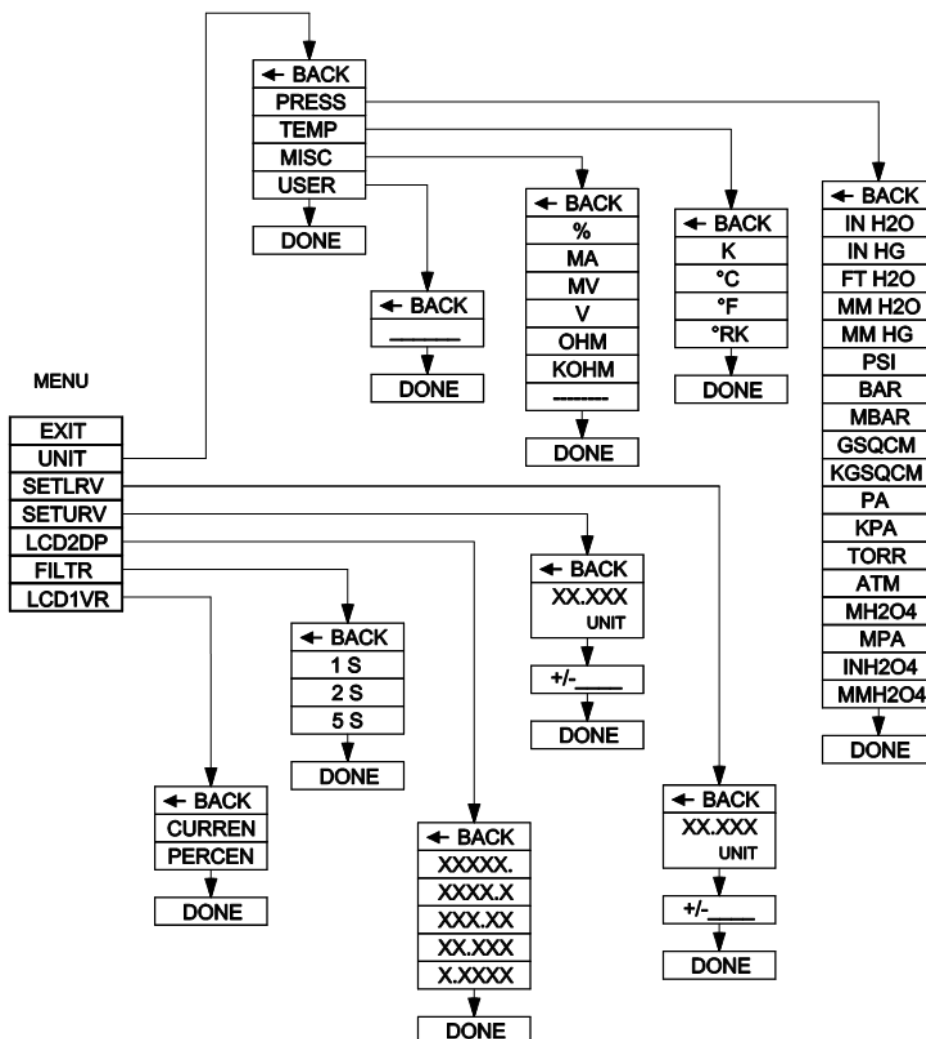 ← BACK
PRESS
TEMP
MISC
USER
DONE
← BACK
_______
DONE
← BACK
%
MA
MV
V
OHM
KOHM
--------
DONE
← BACK
K
°C
°F
°RK
DONE
← BACK
IN H2O
IN HG
FT H2O
MM H2O
MM HG
PSI
BAR
MBAR
GSQCM
KGSQCM
PA
KPA
TORR
ATM
MH2O4
MPA
INH2O4
MMH2O4
DONE
MENU
EXIT
UNIT
SETLRV
SETURV
LCD2DP
FILTR
LCD1VR
← BACK
XX.XXX
UNIT
+/-_____
DONE
← BACK
1 S
2 S
5 S
DONE
← BACK
CURREN
PERCEN
DONE
← BACK
XXXXX.
XXXX.X
XXX.XX
XX.XXX
X.XXXX
DONE
← BACK
XX.XXX
UNIT
+/-_____
DONE